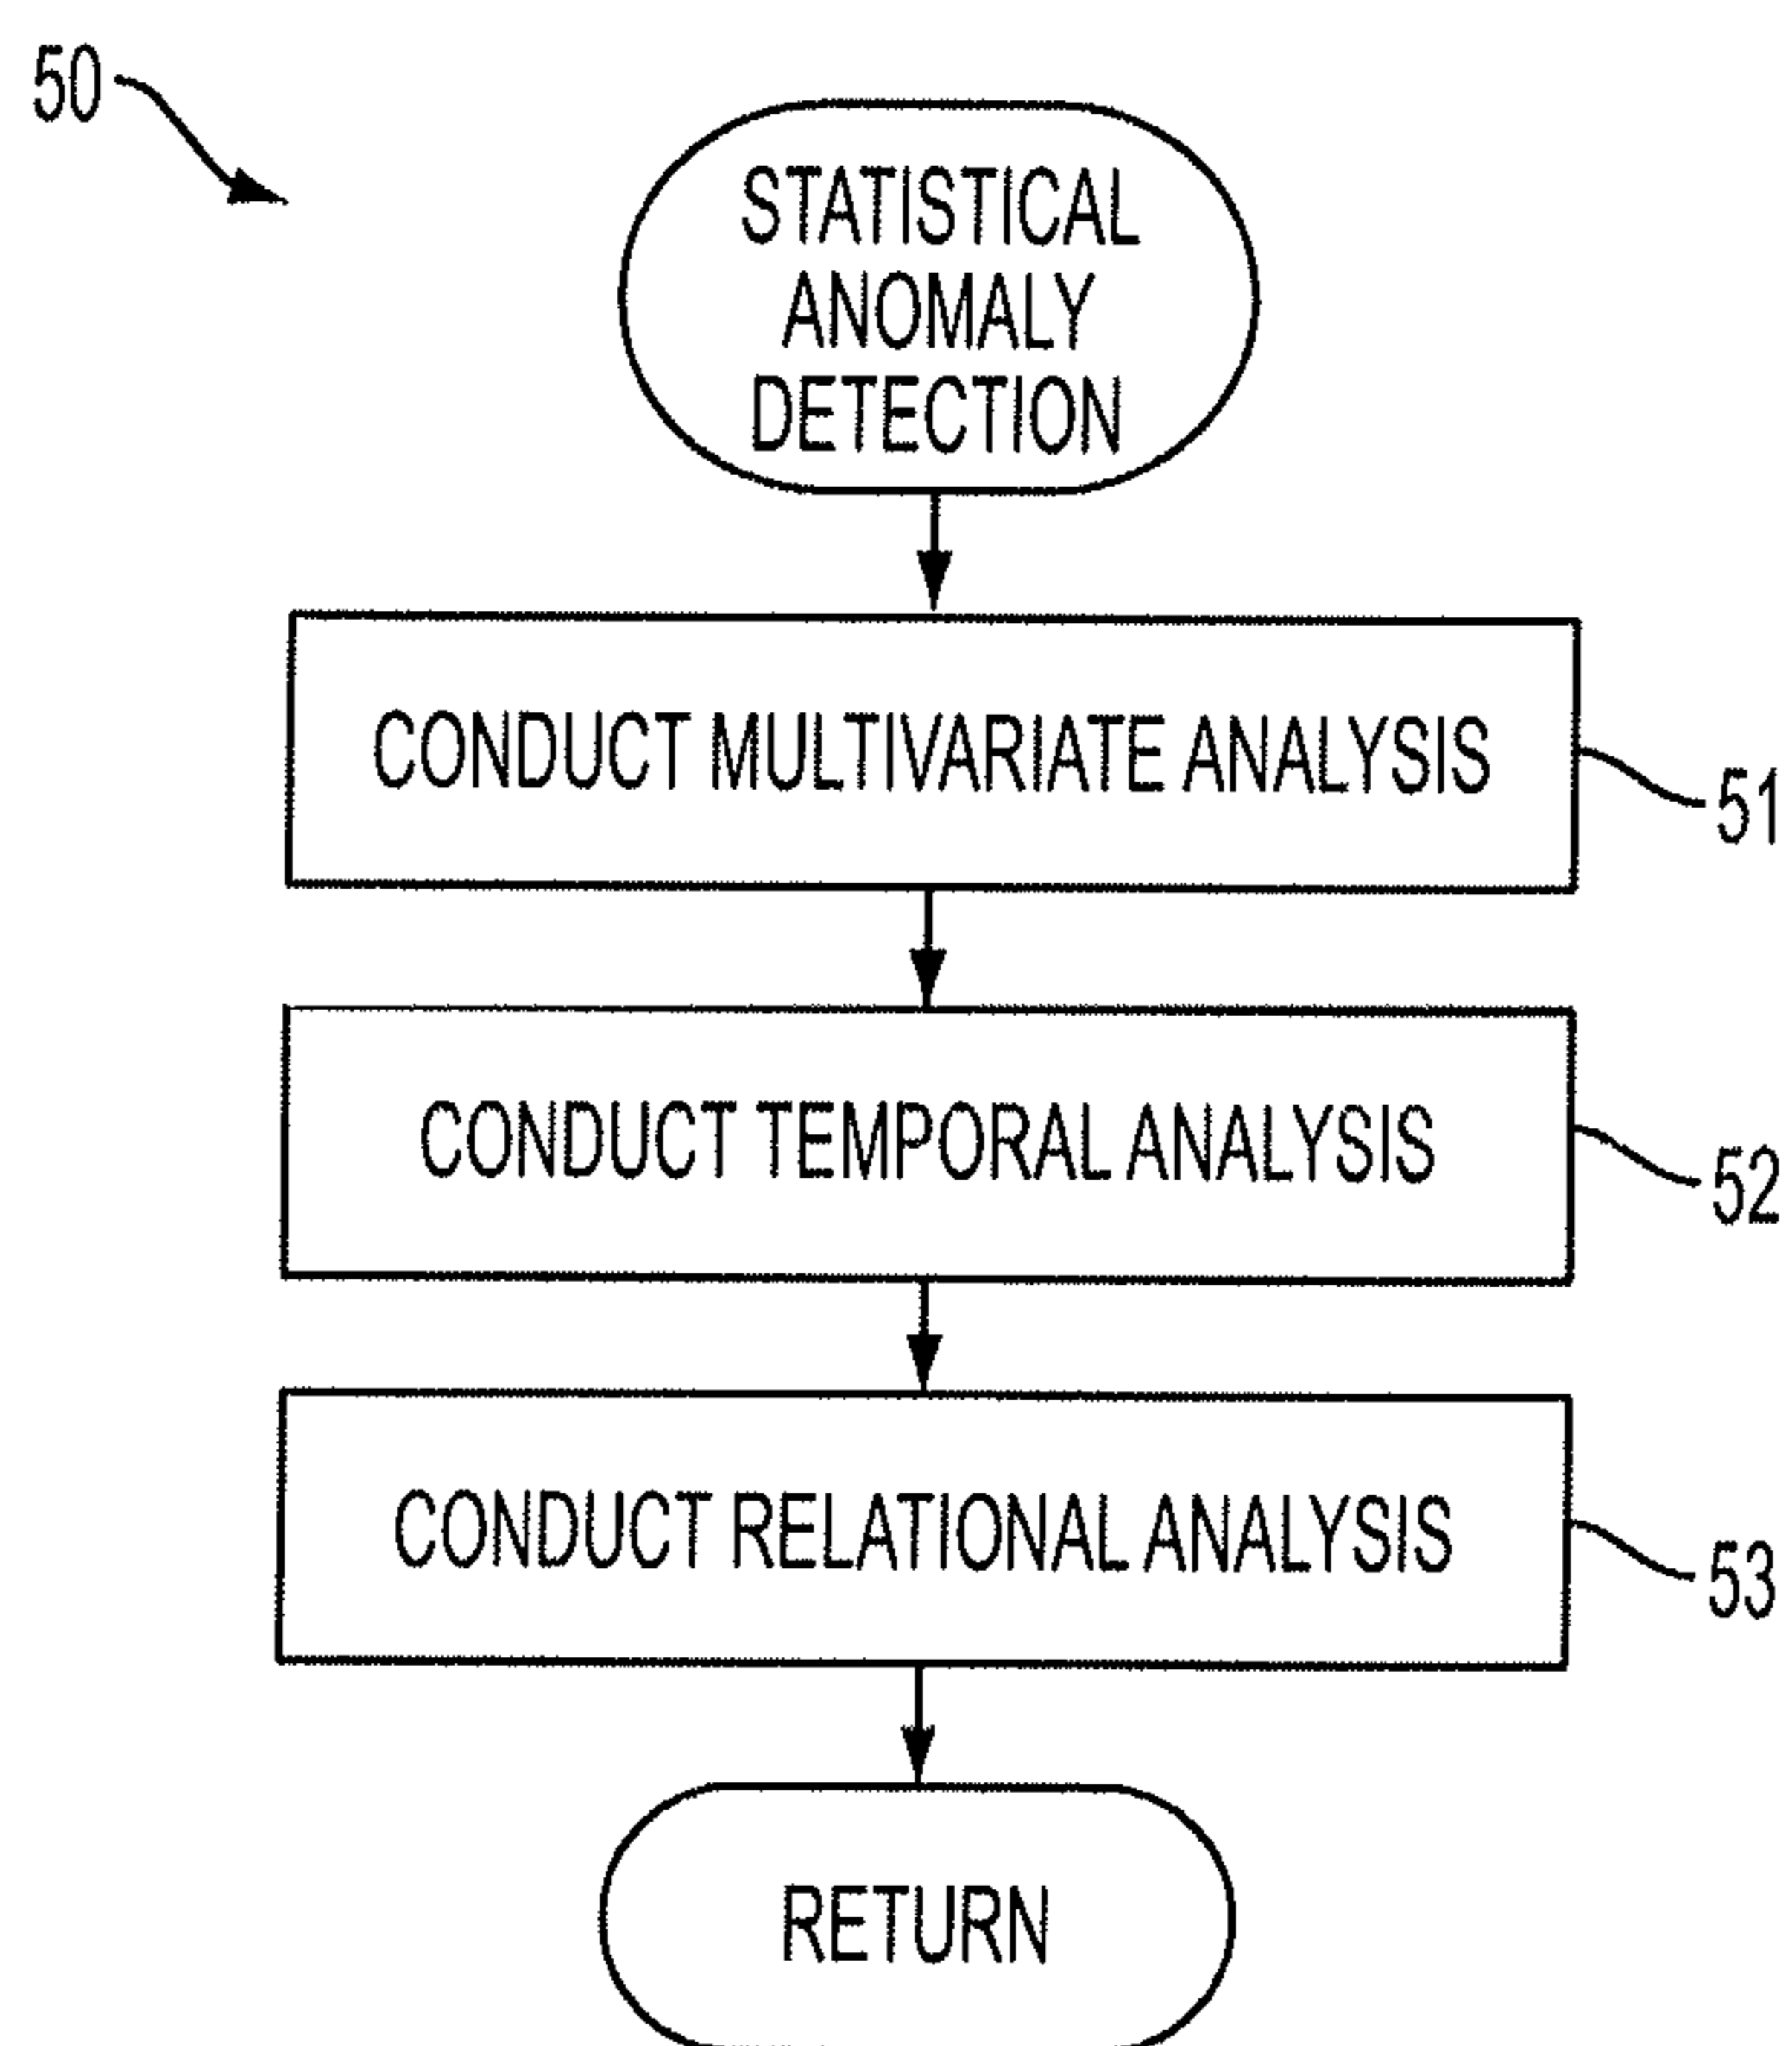 50
STATISTICAL
ANOMALY
DETECTION
CONDUCT MULTIVARIATE ANALYSIS
51
CONDUCT TEMPORAL ANALYSIS
52
CONDUCT RELATIONAL ANALYSIS
53
RETURN